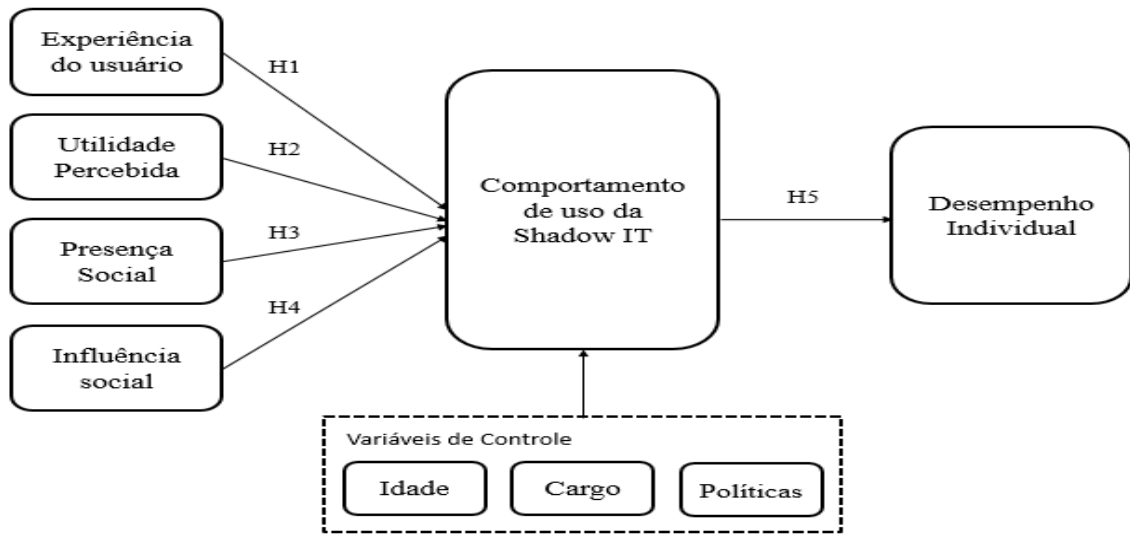 Experiência
do usuário
H1
Utilidade
Percebida
H2
Presença
Social
H3
Influência
social
H4
Comportamento
de uso da
Shadow IT
H5
Desempenho
Individual
Variáveis de Controle
Idade
Cargo
Políticas